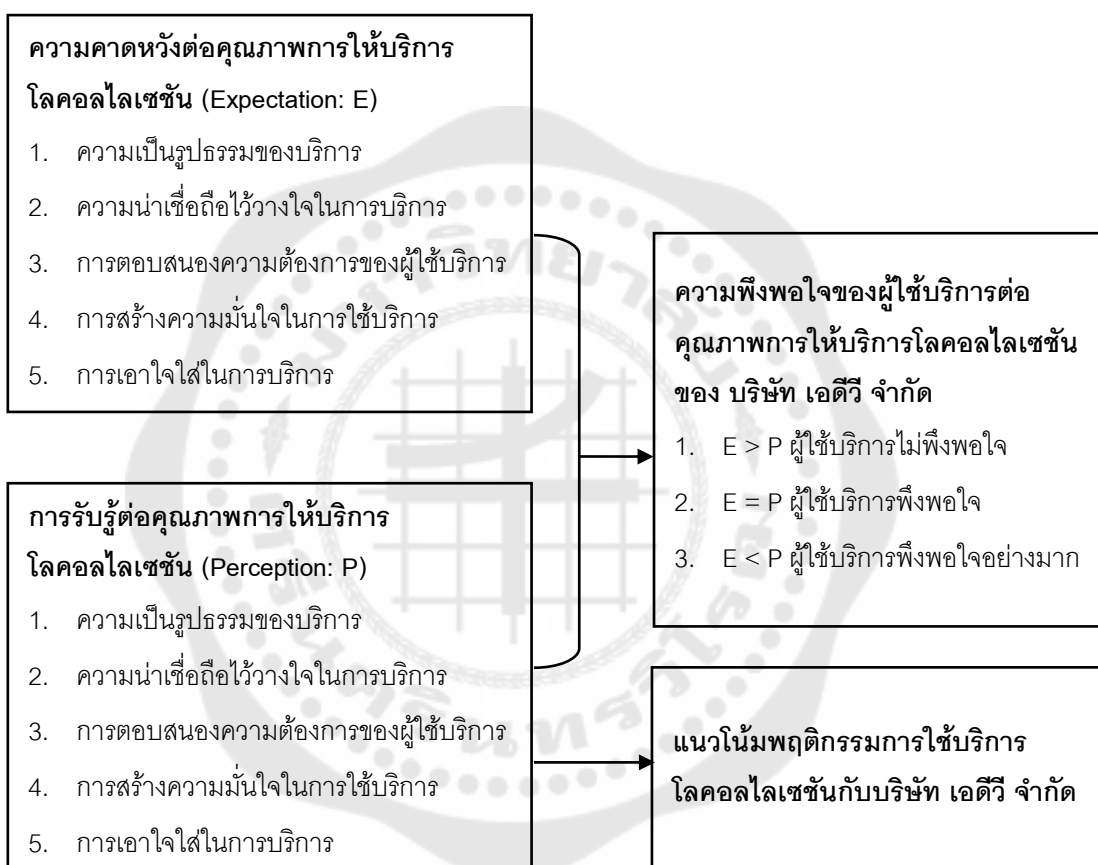 ความคาดหวังต่อคุณภาพการให้บริการ
โลคอลไลเซชัน (Expectation: E)
1. ความเป็นรูปธรรมของบริการ
2. ความน่าเชื่อถือไว้วางใจในการบริการ
3. การตอบสนองความต้องการของผู้ใช้บริการ
4. การสร้างความมั่นใจในการใช้บริการ
5. การเอาใจใส่ในการบริการ
การรับรู้ต่อคุณภาพการให้บริการ
โลคอลไลเซชัน (Perception: P)
1. ความเป็นรูปธรรมของบริการ
2. ความน่าเชื่อถือไว้วางใจในการบริการ
3. การตอบสนองความต้องการของผู้ใช้บริการ
4. การสร้างความมั่นใจในการใช้บริการ
5. การเอาใจใส่ในการบริการ
ความพึงพอใจของผู้ใช้บริการต่อ
คุณภาพการให้บริการโลคอลไลเซชัน
ของ บริษัท เอดีวี จำกัด
1. E > P ผู้ใช้บริการไม่พึงพอใจ
2. E = P ผู้ใช้บริการพึงพอใจ
3. E < P ผู้ใช้บริการพึงพอใจอย่างมาก
แนวโน้มพฤติกรรมการใช้บริการ
โลคอลไลเซชันกับบริษัท เอดีวี จำกัด
มหาวิทยาลัย
ศรีนครินทรวิโรฒ